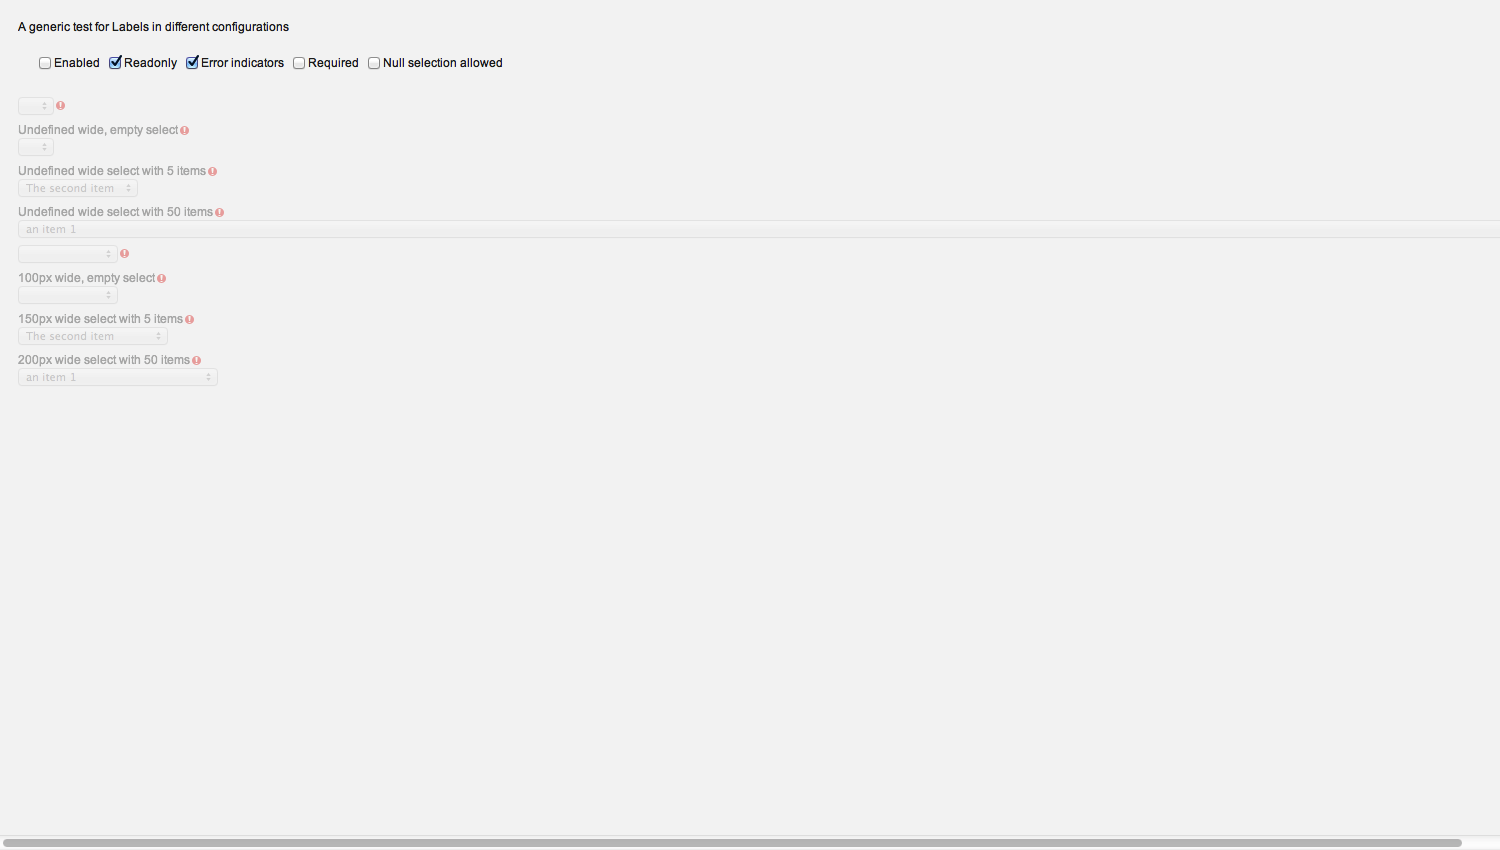 A generic test for Labels in different configurations
Enabled Readonly Error indicators Required Null selection allowed
Undefined wide, empty select
Undefined wide select with 5 items
The second item
Undefined wide select with 50 items
an item 1
100px wide, empty select
150px wide select with 5 items
The second item
200px wide select with 50 items
an item 1